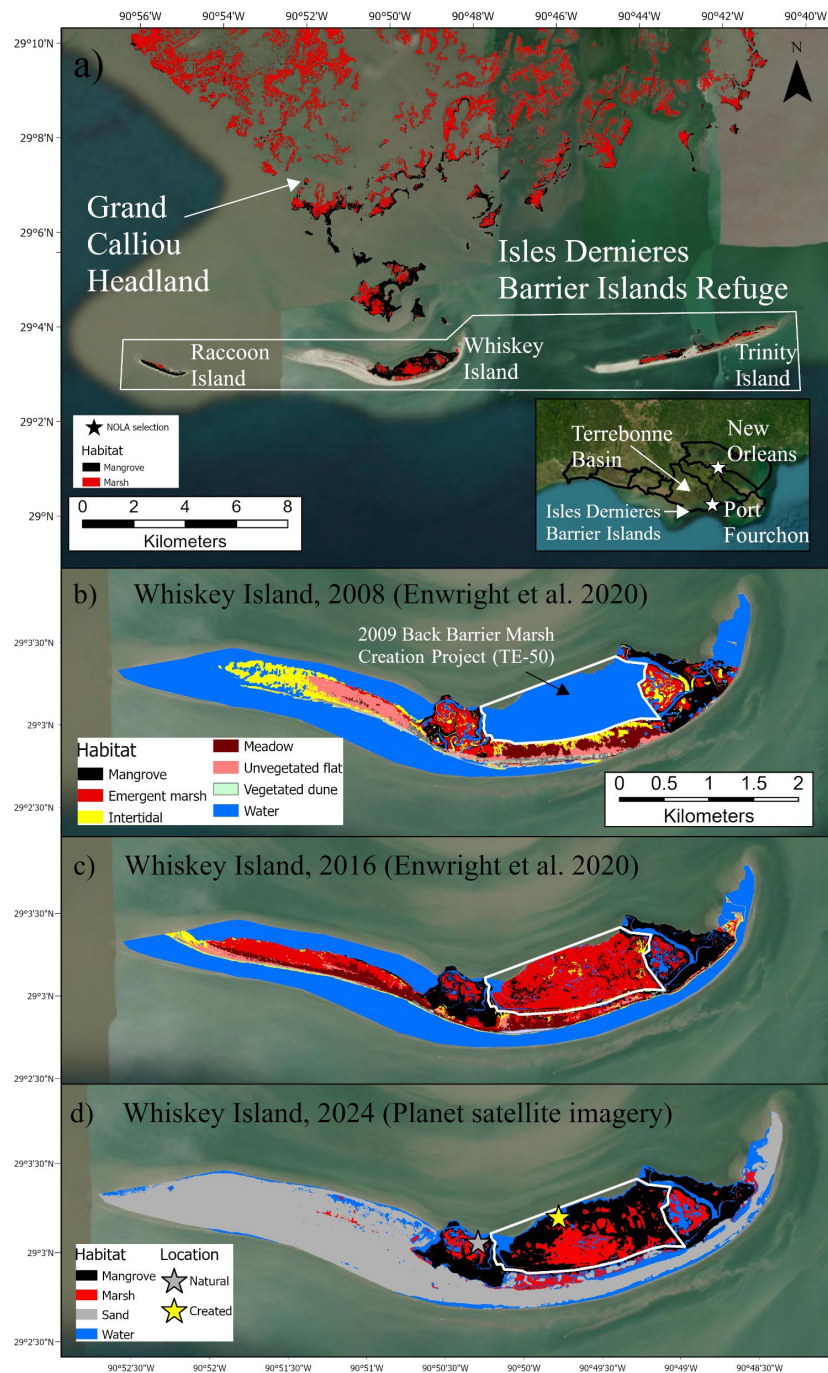 90°56'W 90°54'W 90°52'W 90°50'W 90°48'W 90°46'W 90°44'W 90°42'W 90°40'W
29°10'N
a)
N
29°8'N
Grand
Calliou
Headland
29°6'N
Isles Dernieres
Barrier Islands Refuge
29°4'N
Raccoon
Island
Whiskey
Island
Trinity
Island
29°2'N
NOLA selection
Habitat
Mangrove
Marsh
29°N
0 2 4 6 8
Kilometers
Terrebonne
Basin
New
Orleans
Isles Dernieres
Barrier Islands
Port
Fourchon
b) Whiskey Island, 2008 (Enwright et al. 2020)
29°3'30"N
2009 Back Barrier Marsh
Creation Project (TE-50)
29°3'N
Habitat
Mangrove
Emergent marsh
Intertidal
Meadow
Unvegetated flat
Vegetated dune
Water
29°2'30"N
0 0.5 1 1.5 2
Kilometers
c) Whiskey Island, 2016 (Enwright et al. 2020)
29°3'30"N
29°3'N
29°2'30"N
d) Whiskey Island, 2024 (Planet satellite imagery)
29°3'30"N
29°3'N
Habitat
Mangrove
Marsh
Sand
Water
Location
Natural
Created
29°2'30"N
90°52'30"W 90°52'W 90°51'30"W 90°51'W 90°50'30"W 90°50'W 90°49'30"W 90°49'W 90°48'30"W